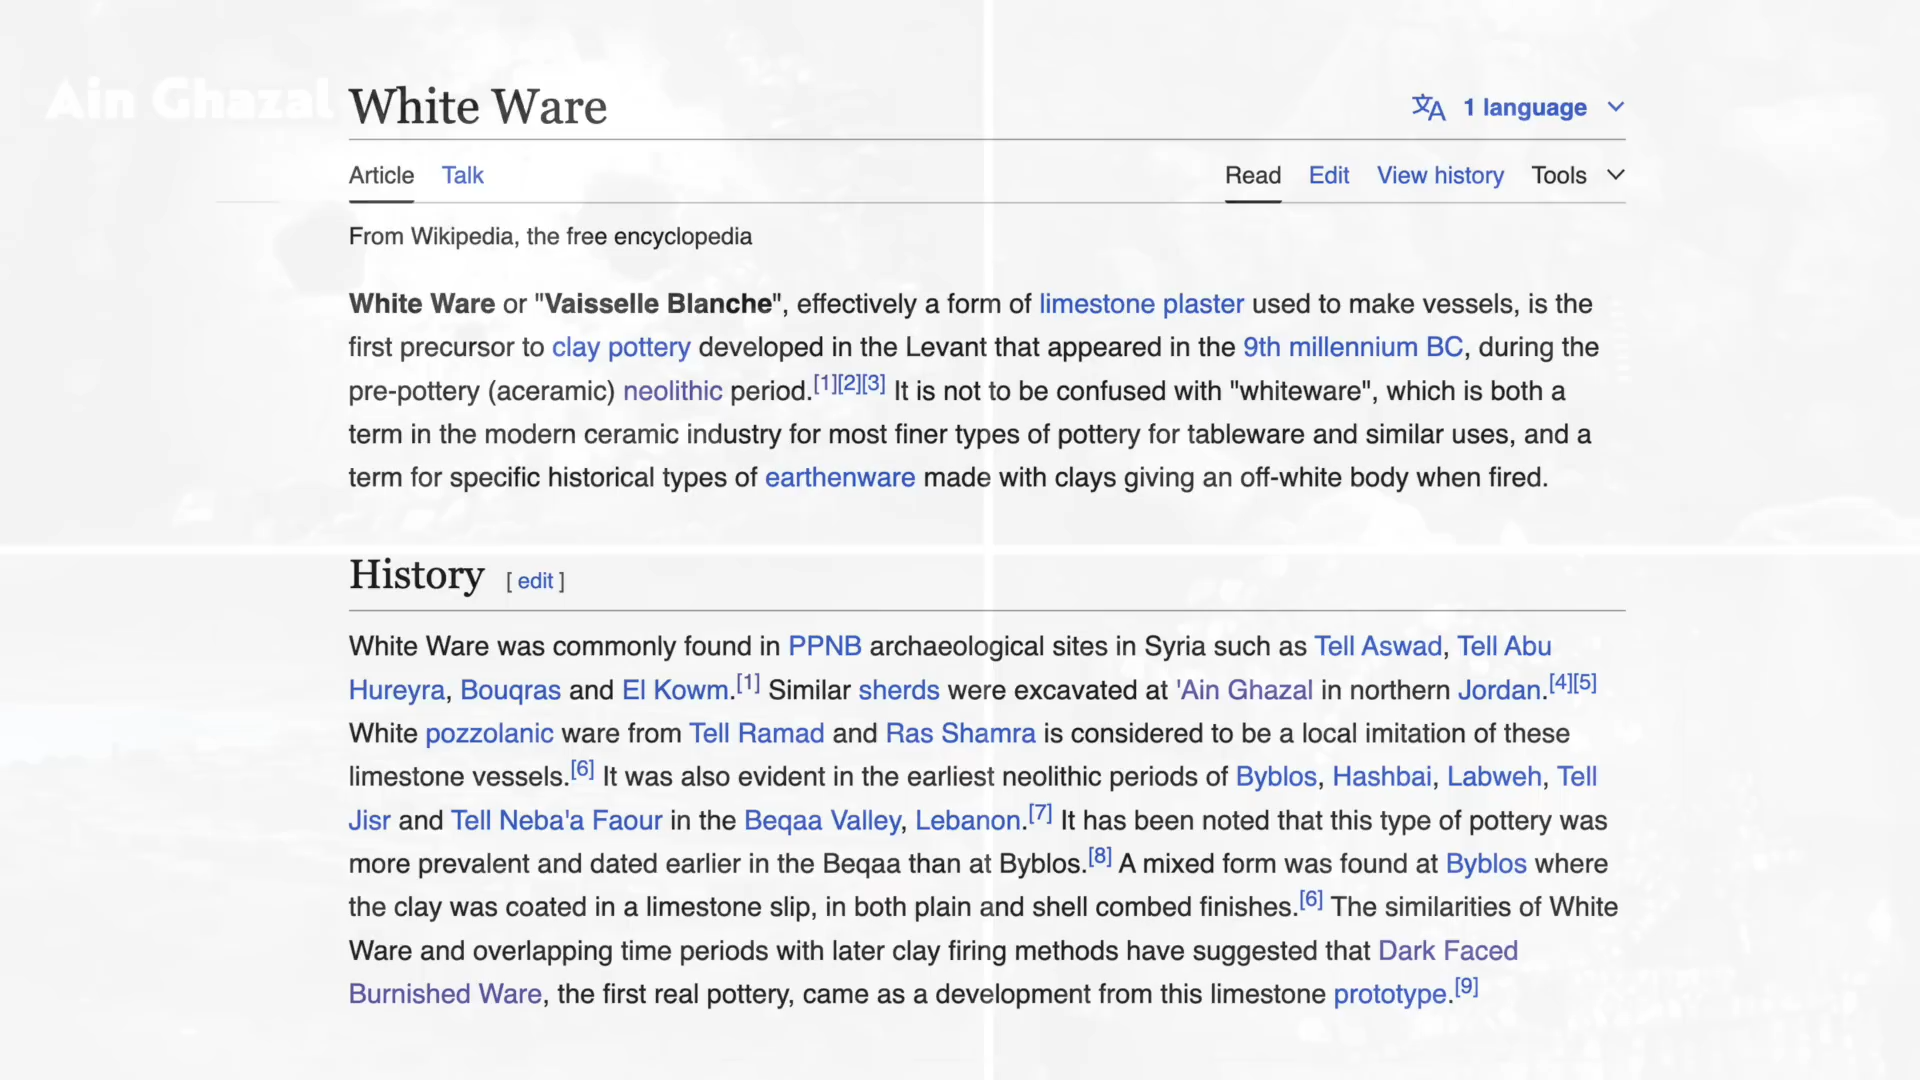 Ain Ghazal
White Ware
1 language
Article Talk Read Edit View history Tools
From Wikipedia, the free encyclopedia
White Ware or "Vaisselle Blanche", effectively a form of limestone plaster used to make vessels, is the
first precursor to clay pottery developed in the Levant that appeared in the 9th millennium BC, during the
pre-pottery (aceramic) neolithic period.[1][2][3] It is not to be confused with "whiteware", which is both a
term in the modern ceramic industry for most finer types of pottery for tableware and similar uses, and a
term for specific historical types of earthenware made with clays giving an off-white body when fired.
History [ edit ]
White Ware was commonly found in PPNB archaeological sites in Syria such as Tell Aswad, Tell Abu
Hureyra, Bouqras and El Kowm.[1] Similar sherds were excavated at 'Ain Ghazal in northern Jordan.[4][5]
White pozzolanic ware from Tell Ramad and Ras Shamra is considered to be a local imitation of these
limestone vessels.[6] It was also evident in the earliest neolithic periods of Byblos, Hashbai, Labweh, Tell
Jisr and Tell Neba'a Faour in the Beqaa Valley, Lebanon.[7] It has been noted that this type of pottery was
more prevalent and dated earlier in the Beqaa than at Byblos.[8] A mixed form was found at Byblos where
the clay was coated in a limestone slip, in both plain and shell combed finishes.[6] The similarities of White
Ware and overlapping time periods with later clay firing methods have suggested that Dark Faced
Burnished Ware, the first real pottery, came as a development from this limestone prototype.[9]